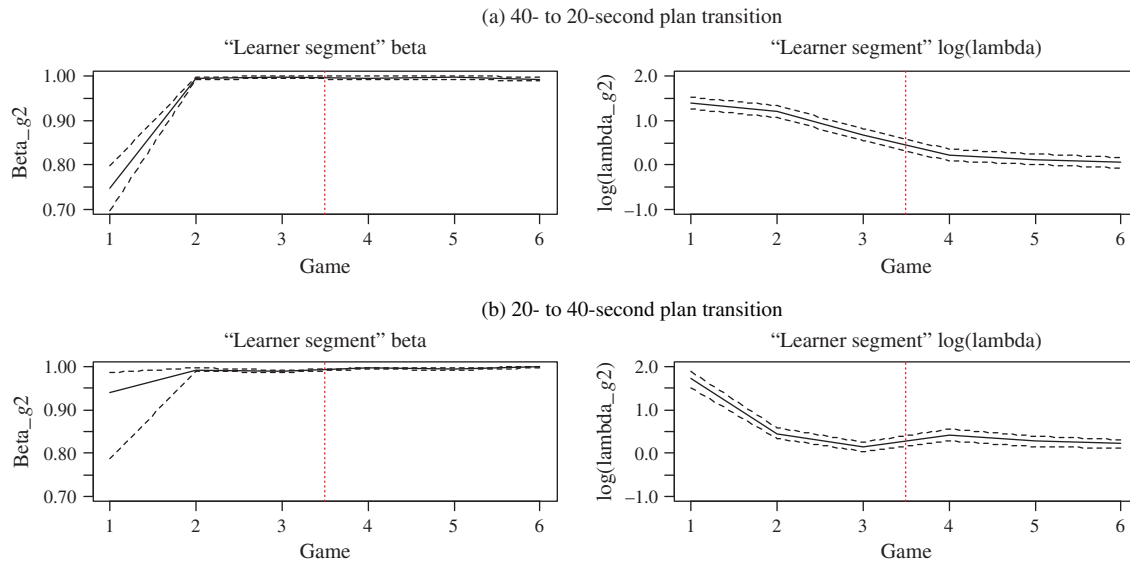 (a) 40- to 20-second plan transition
“Learner segment” beta
“Learner segment” log(lambda)
Beta_g2
1.00
0.90
0.80
0.70
1 2 3 4 5 6
Game
log(lambda_g2)
2.0
1.0
0.0
–1.0
1 2 3 4 5 6
Game
(b) 20- to 40-second plan transition
“Learner segment” beta
“Learner segment” log(lambda)
Beta_g2
1.00
0.90
0.80
0.70
1 2 3 4 5 6
Game
log(lambda_g2)
2.0
1.0
0.0
–1.0
1 2 3 4 5 6
Game